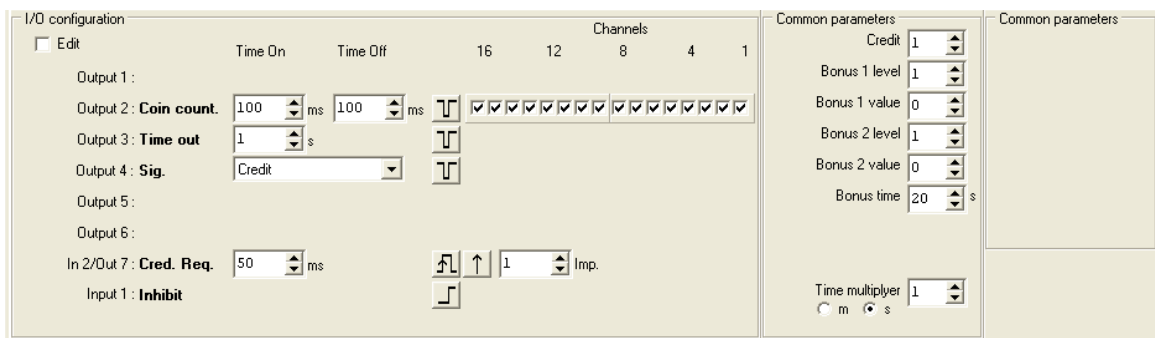 I/O configuration
Edit
Channels
Time On Time Off 16 12 8 4 1
Output 1 :
Output 2 : Coin count. 100 ms 100 ms
Output 3 : Time out 1 s
Output 4 : Sig. Credit
Output 5 :
Output 6 :
In 2/Out 7 : Cred. Req. 50 ms 1 Imp.
Input 1 : Inhibit
Common parameters
Credit 1
Bonus 1 level 1
Bonus 1 value 0
Bonus 2 level 1
Bonus 2 value 0
Bonus time 20 s
Time multiplyer 1
m s
Common parameters